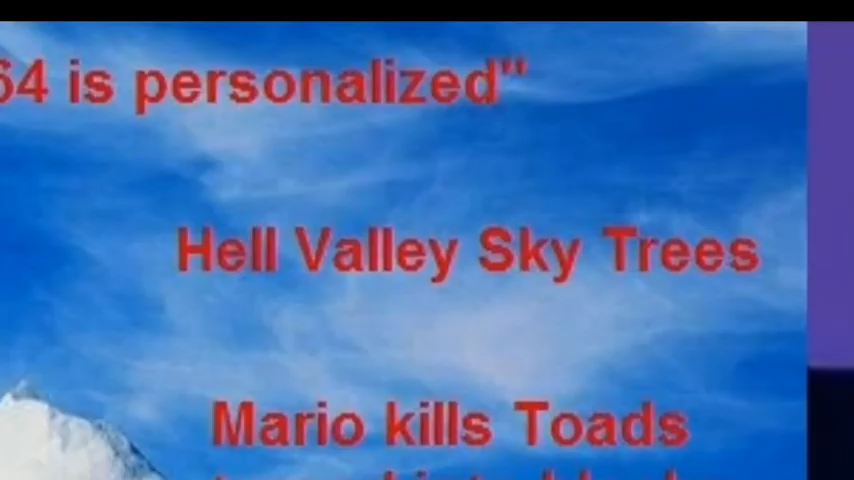 64 is personalized"
Hell Valley Sky Trees
Mario kills Toads